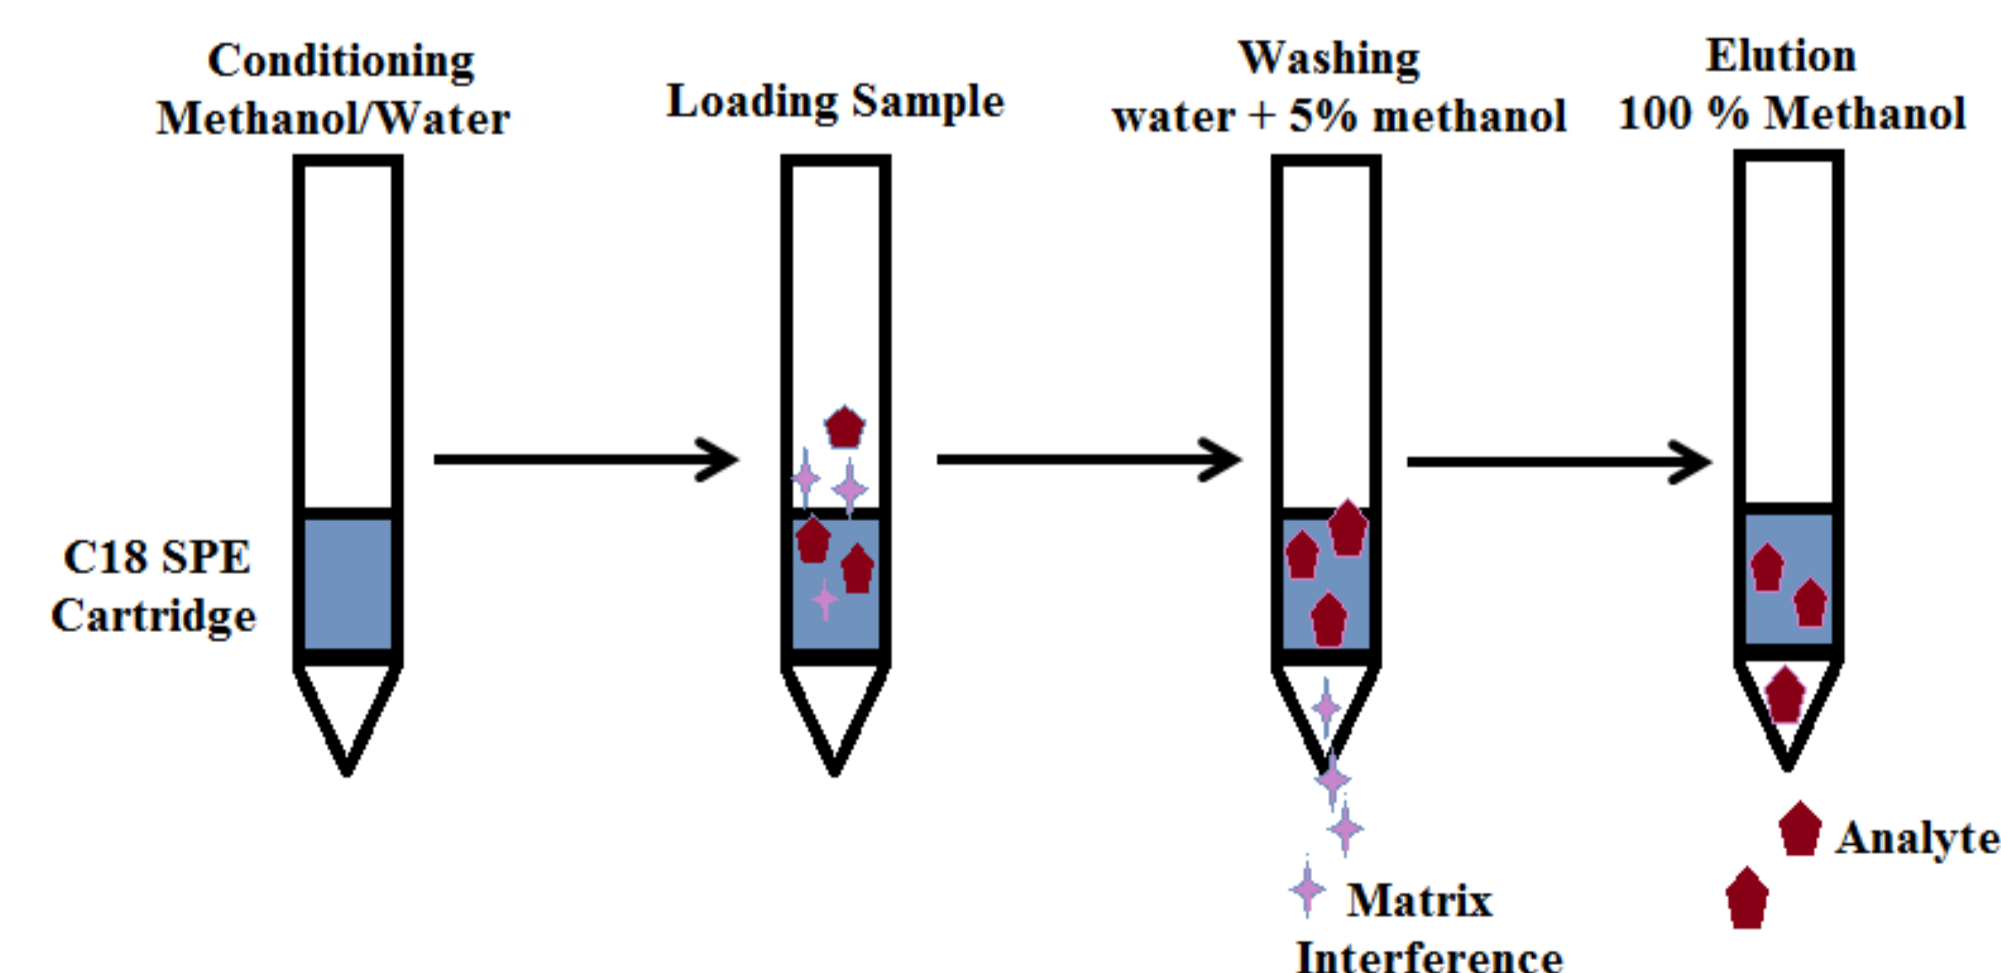 Conditioning
Methanol/Water
Loading Sample
Washing
water + 5% methanol
Elution
100 % Methanol
C18 SPE
Cartridge
Analyte
Matrix
Interference